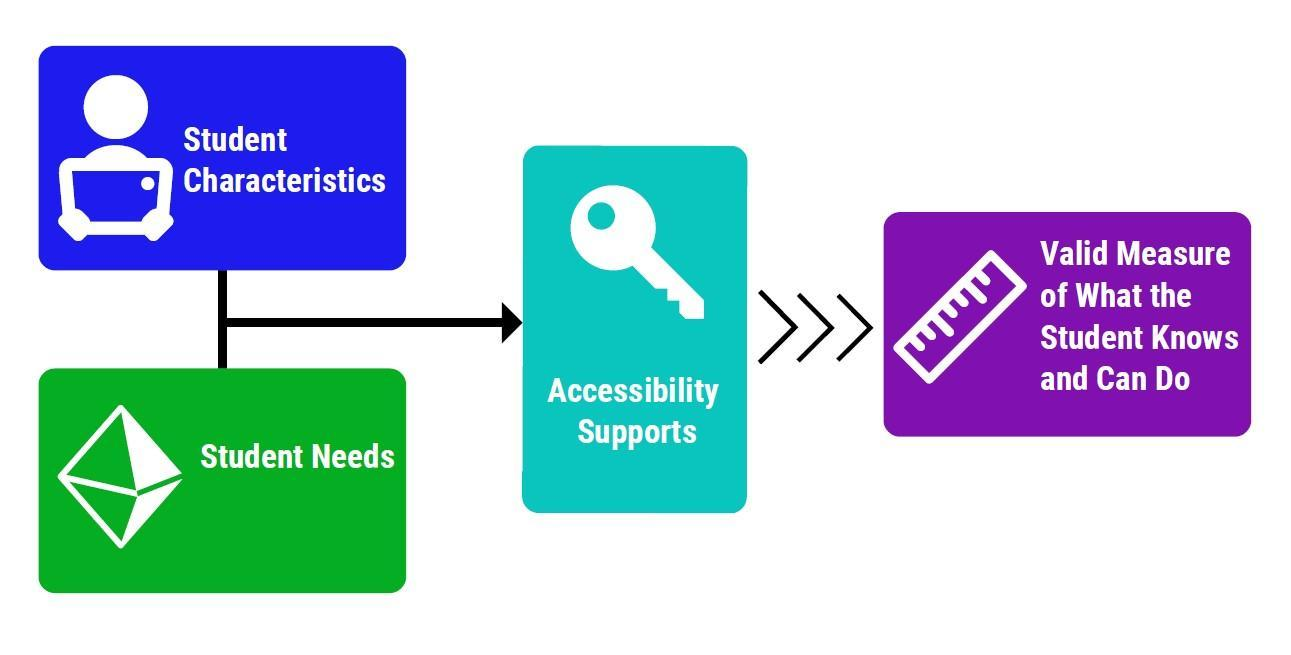 Student
Characteristics
Student Needs
Accessibility
Supports
Valid Measure
of What the
Student Knows
and Can Do